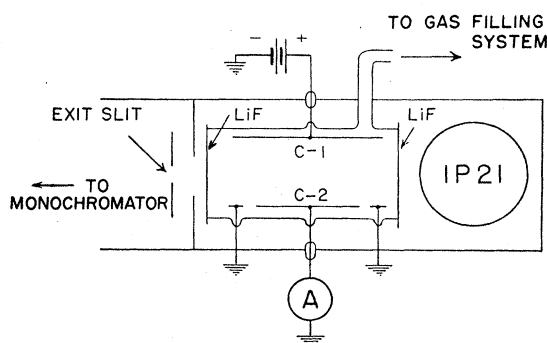 TO GAS FILLING
SYSTEM
- +
LiF
LiF
EXIT SLIT
C-1
1P21
TO
MONOCHROMATOR
C-2
A